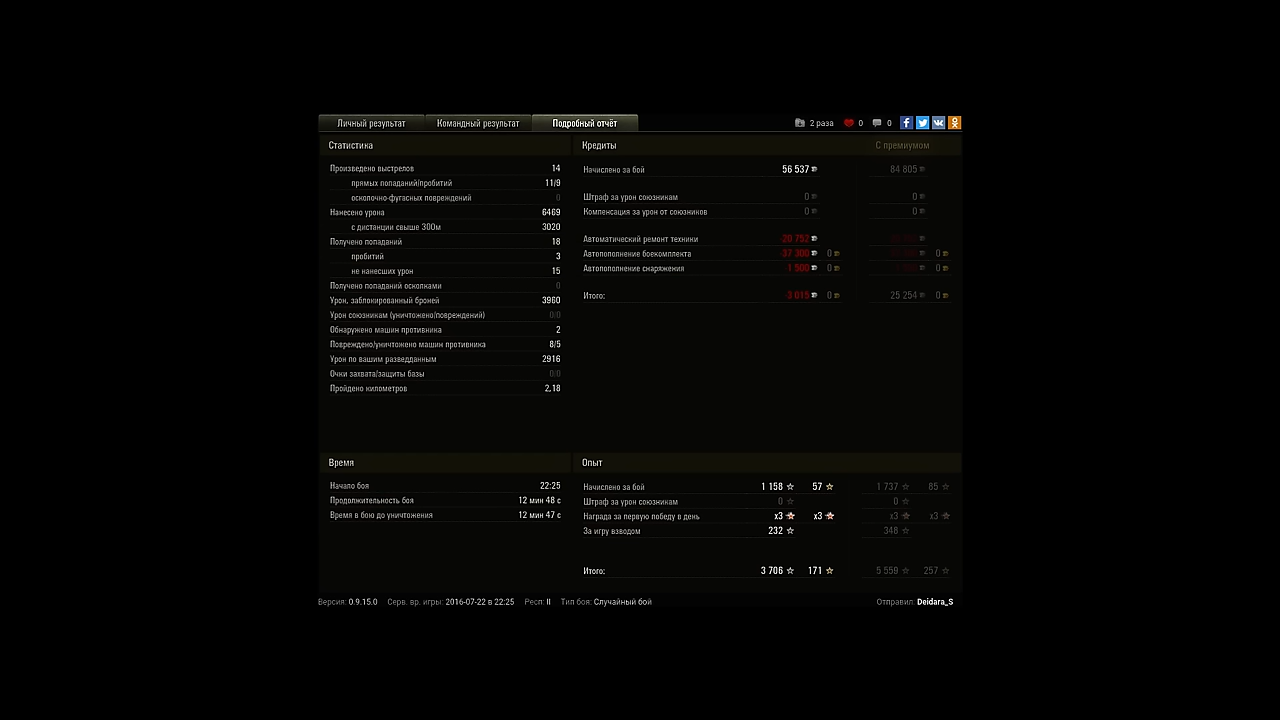 Личный результат Командный результат Подробный отчёт 2 раза 0 0
Статистика
Произведено выстрелов 14
прямых попаданий/пробитий 11/9
осколочно-фугасных повреждений 0
Нанесено урона 6469
с дистанции свыше 300м 3020
Получено попаданий 18
пробитий 3
не нанесших урон 15
Получено попаданий осколками 0
Урон, заблокированный бронёй 3960
Урон союзникам (уничтожено/повреждений) 0/0
Обнаружено машин противника 2
Повреждено/уничтожено машин противника 8/5
Урон по вашим разведданным 2916
Очки захвата/защиты базы 0/0
Пройдено километров 2,18
Кредиты С премиумом
Начислено за бой 56 537 84 805
Штраф за урон союзникам 0 0
Компенсация за урон от союзников 0 0
Автоматический ремонт техники -20 752
Автопополнение боекомплекта -37 300 0 0
Автопополнение снаряжения -1 500 0 0
Итого: -3 015 0 25 254 0
Время
Начало боя 22:25
Продолжительность боя 12 мин 48 с
Время в бою до уничтожения 12 мин 47 с
Опыт
Начислено за бой 1 158 57 1 737 85
Штраф за урон союзникам 0 0
Награда за первую победу в день x3 x3 x3 x3
За игру взводом 232 348
Итого: 3 706 171 5 559 257
Версия: 0.9.15.0 Серв. вр. игры: 2016-07-22 в 22:25 Респ: II Тип боя: Случайный бой Отправил: Deidara_S